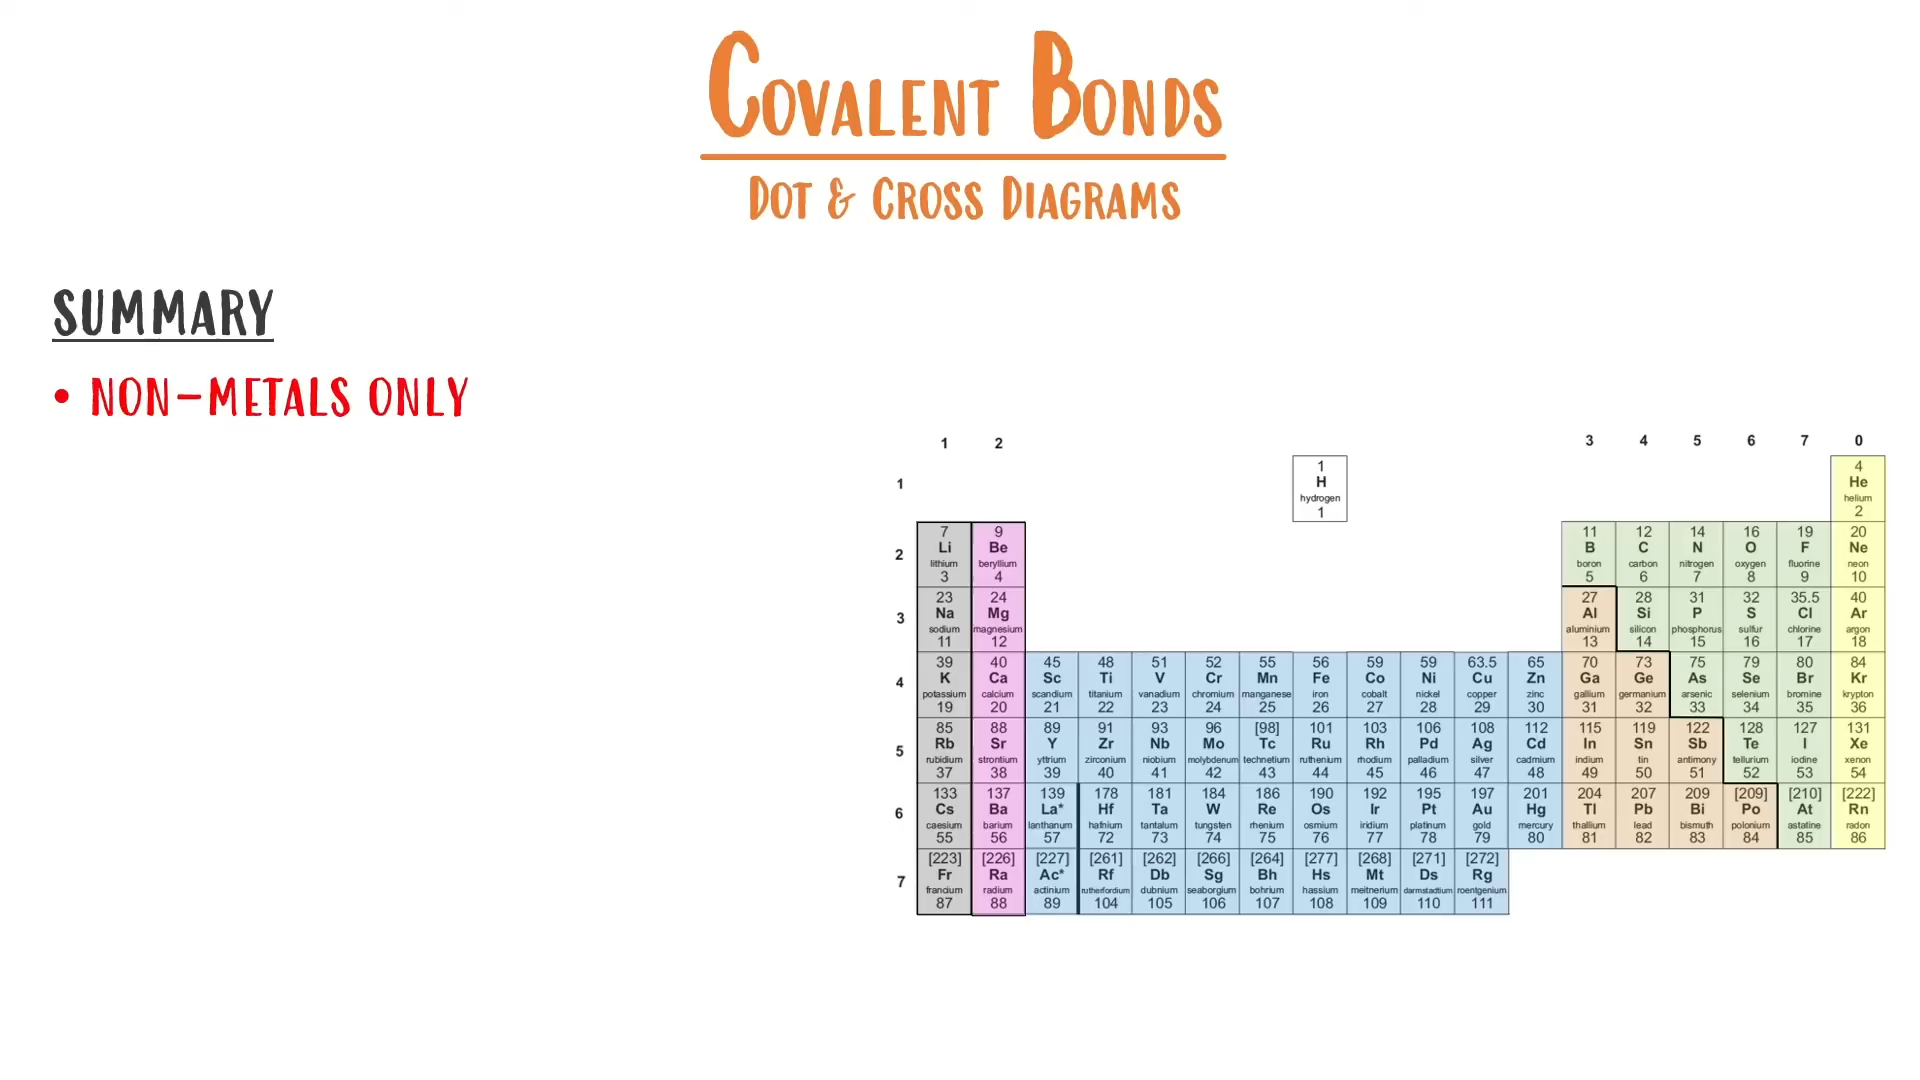 COVALENT BONDS
DOT & CROSS DIAGRAMS
SUMMARY
• NON-METALS ONLY
1 2 3 4 5 6 7 0
1 4
1 H He
hydrogen helium
1 2
7 9 11 12 14 16 19 20
2 Li Be B C N O F Ne
lithium beryllium boron carbon nitrogen oxygen fluorine neon
3 4 5 6 7 8 9 10
23 24 27 28 31 32 35.5 40
3 Na Mg Al Si P S Cl Ar
sodium magnesium aluminium silicon phosphorus sulfur chlorine argon
11 12 13 14 15 16 17 18
39 40 45 48 51 52 55 56 59 59 63.5 65 70 73 75 79 80 84
4 K Ca Sc Ti V Cr Mn Fe Co Ni Cu Zn Ga Ge As Se Br Kr
potassium calcium scandium titanium vanadium chromium manganese iron cobalt nickel copper zinc gallium germanium arsenic selenium bromine krypton
19 20 21 22 23 24 25 26 27 28 29 30 31 32 33 34 35 36
85 88 89 91 93 96 [98] 101 103 106 108 112 115 119 122 128 127 131
5 Rb Sr Y Zr Nb Mo Tc Ru Rh Pd Ag Cd In Sn Sb Te I Xe
rubidium strontium yttrium zirconium niobium molybdenum technetium ruthenium rhodium palladium silver cadmium indium tin antimony tellurium iodine xenon
37 38 39 40 41 42 43 44 45 46 47 48 49 50 51 52 53 54
133 137 139 178 181 184 186 190 192 195 197 201 204 207 209 [209] [210] [222]
6 Cs Ba La* Hf Ta W Re Os Ir Pt Au Hg Tl Pb Bi Po At Rn
caesium barium lanthanum hafnium tantalum tungsten rhenium osmium iridium platinum gold mercury thallium lead bismuth polonium astatine radon
55 56 57 72 73 74 75 76 77 78 79 80 81 82 83 84 85 86
[223] [226] [227] [261] [262] [266] [264] [277] [268] [271] [272]
7 Fr Ra Ac* Rf Db Sg Bh Hs Mt Ds Rg
francium radium actinium rutherfordium dubnium seaborgium bohrium hassium meitnerium darmstadtium roentgenium
87 88 89 104 105 106 107 108 109 110 111